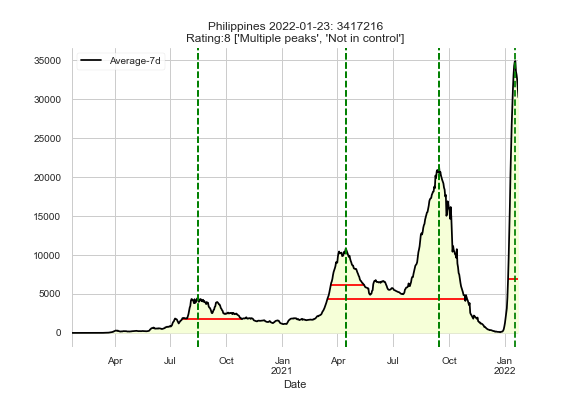 Philippines 2022-01-23: 3417216
Rating:8 ['Multiple peaks', 'Not in control']
Average-7d
35000
30000
25000
20000
15000
10000
5000
0
Apr Jul Oct Jan Apr Jul Oct Jan
2021 2022
Date